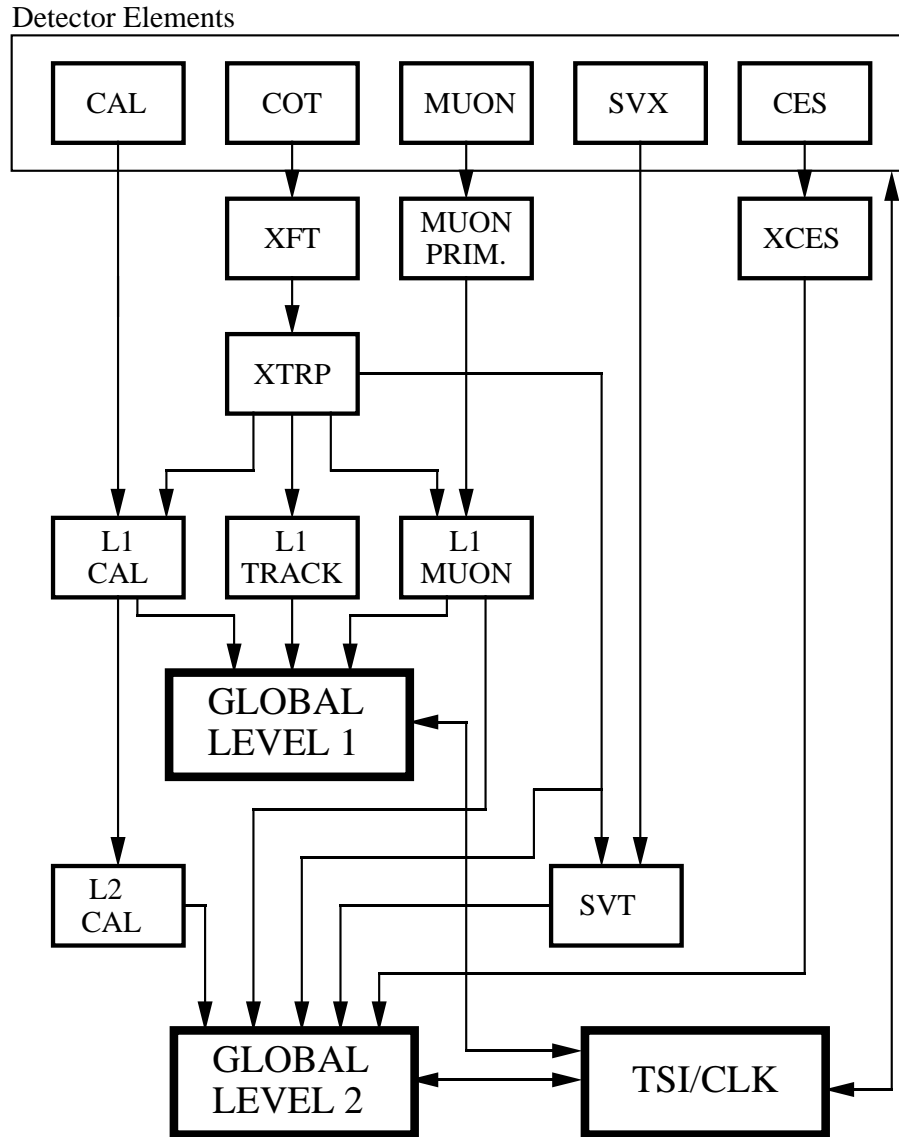 Detector Elements
CAL
COT
MUON
SVX
CES
XFT
MUON
PRIM.
XCES
XTRP
L1
CAL
L1
TRACK
L1
MUON
GLOBAL
LEVEL 1
L2
CAL
SVT
GLOBAL
LEVEL 2
TSI/CLK